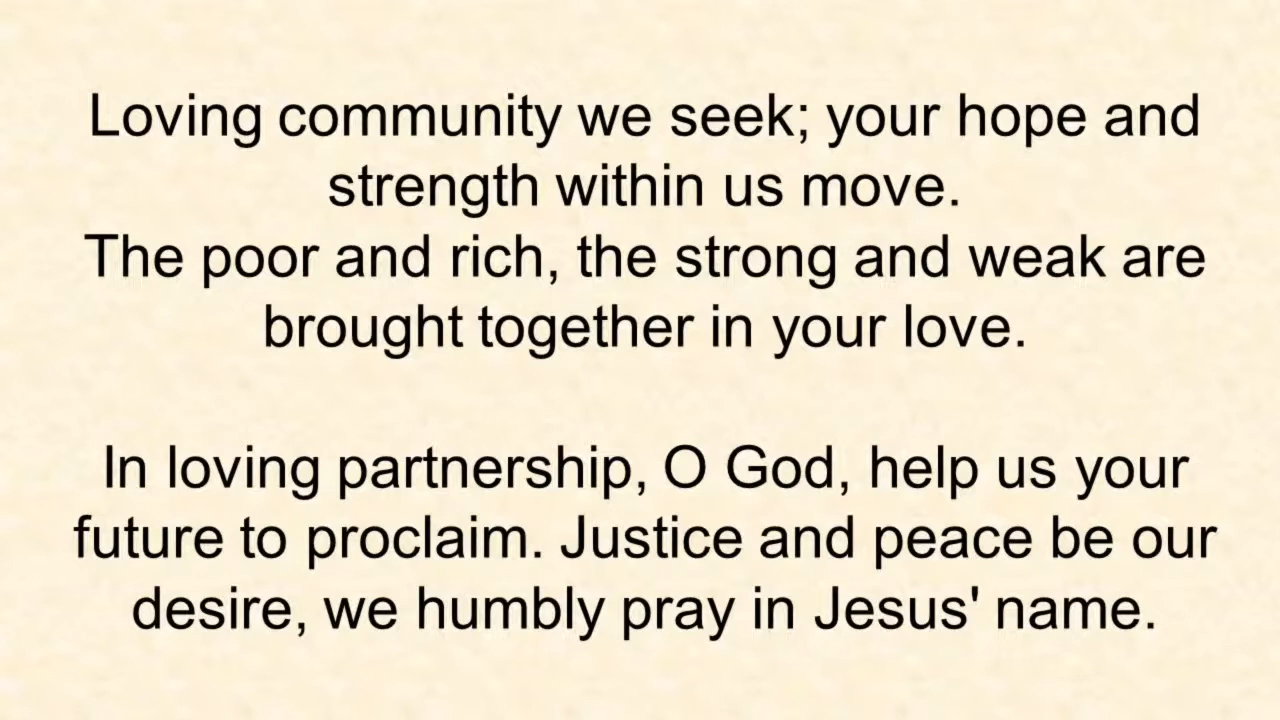 Loving community we seek; your hope and
strength within us move.
The poor and rich, the strong and weak are
brought together in your love.
In loving partnership, O God, help us your
future to proclaim. Justice and peace be our
desire, we humbly pray in Jesus' name.